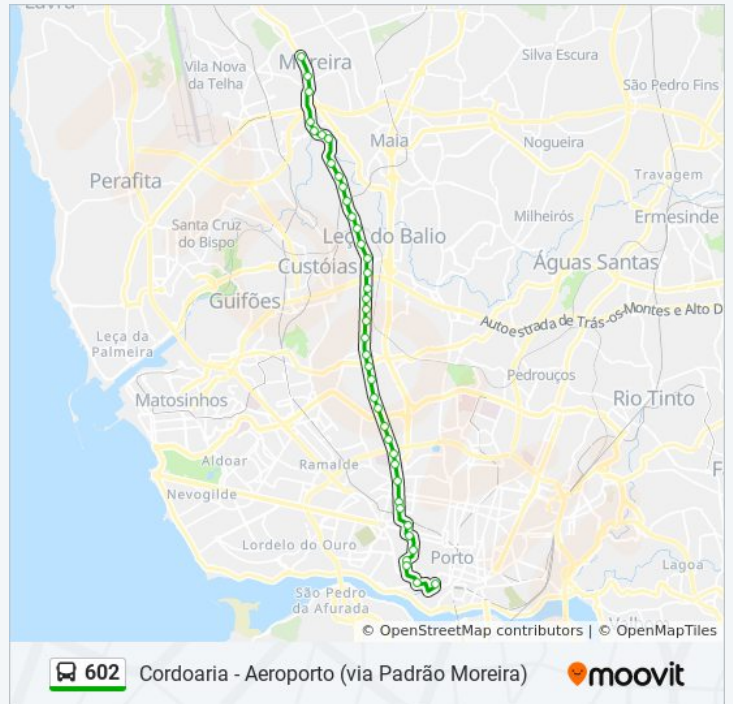 Lavra
Vila Nova
da Telha
Moreira
Silva Escura
São Pedro Fins
Maia
Nogueira
Travagem
Perafita
Milheirós
Ermesinde
Santa Cruz
do Bispo
Leça do Balio
Custóias
Águas Santas
Guifões
Autoestrada de Trás-os-Montes e Alto D
Leça da
Palmeira
Pedrouços
Matosinhos
Rio Tinto
Aldoar
Ramalde
F
Nevogilde
Lordelo do Ouro
Porto
Lagoa
São Pedro
da Afurada
© OpenStreetMap contributors | © OpenMapTiles
602 Cordoaria - Aeroporto (via Padrão Moreira) moovit